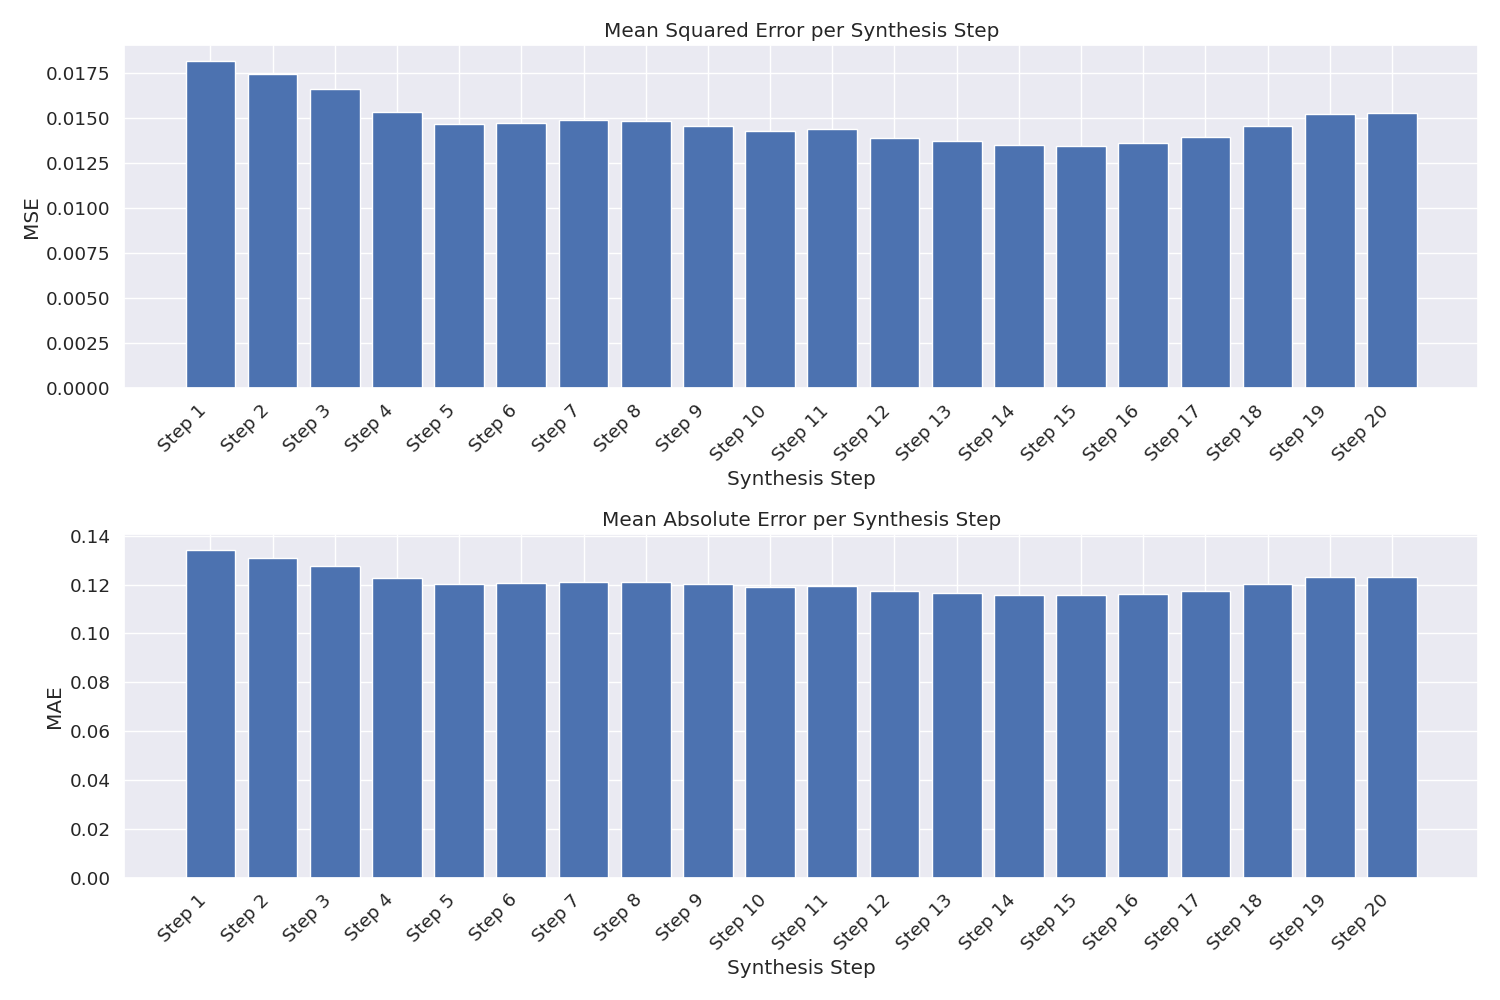 Mean Squared Error per Synthesis Step
MSE
0.0175
0.0150
0.0125
0.0100
0.0075
0.0050
0.0025
0.0000
Step 1
Step 2
Step 3
Step 4
Step 5
Step 6
Step 7
Step 8
Step 9
Step 10
Step 11
Step 12
Step 13
Step 14
Step 15
Step 16
Step 17
Step 18
Step 19
Step 20
Synthesis Step
Mean Absolute Error per Synthesis Step
MAE
0.14
0.12
0.10
0.08
0.06
0.04
0.02
0.00
Step 1
Step 2
Step 3
Step 4
Step 5
Step 6
Step 7
Step 8
Step 9
Step 10
Step 11
Step 12
Step 13
Step 14
Step 15
Step 16
Step 17
Step 18
Step 19
Step 20
Synthesis Step